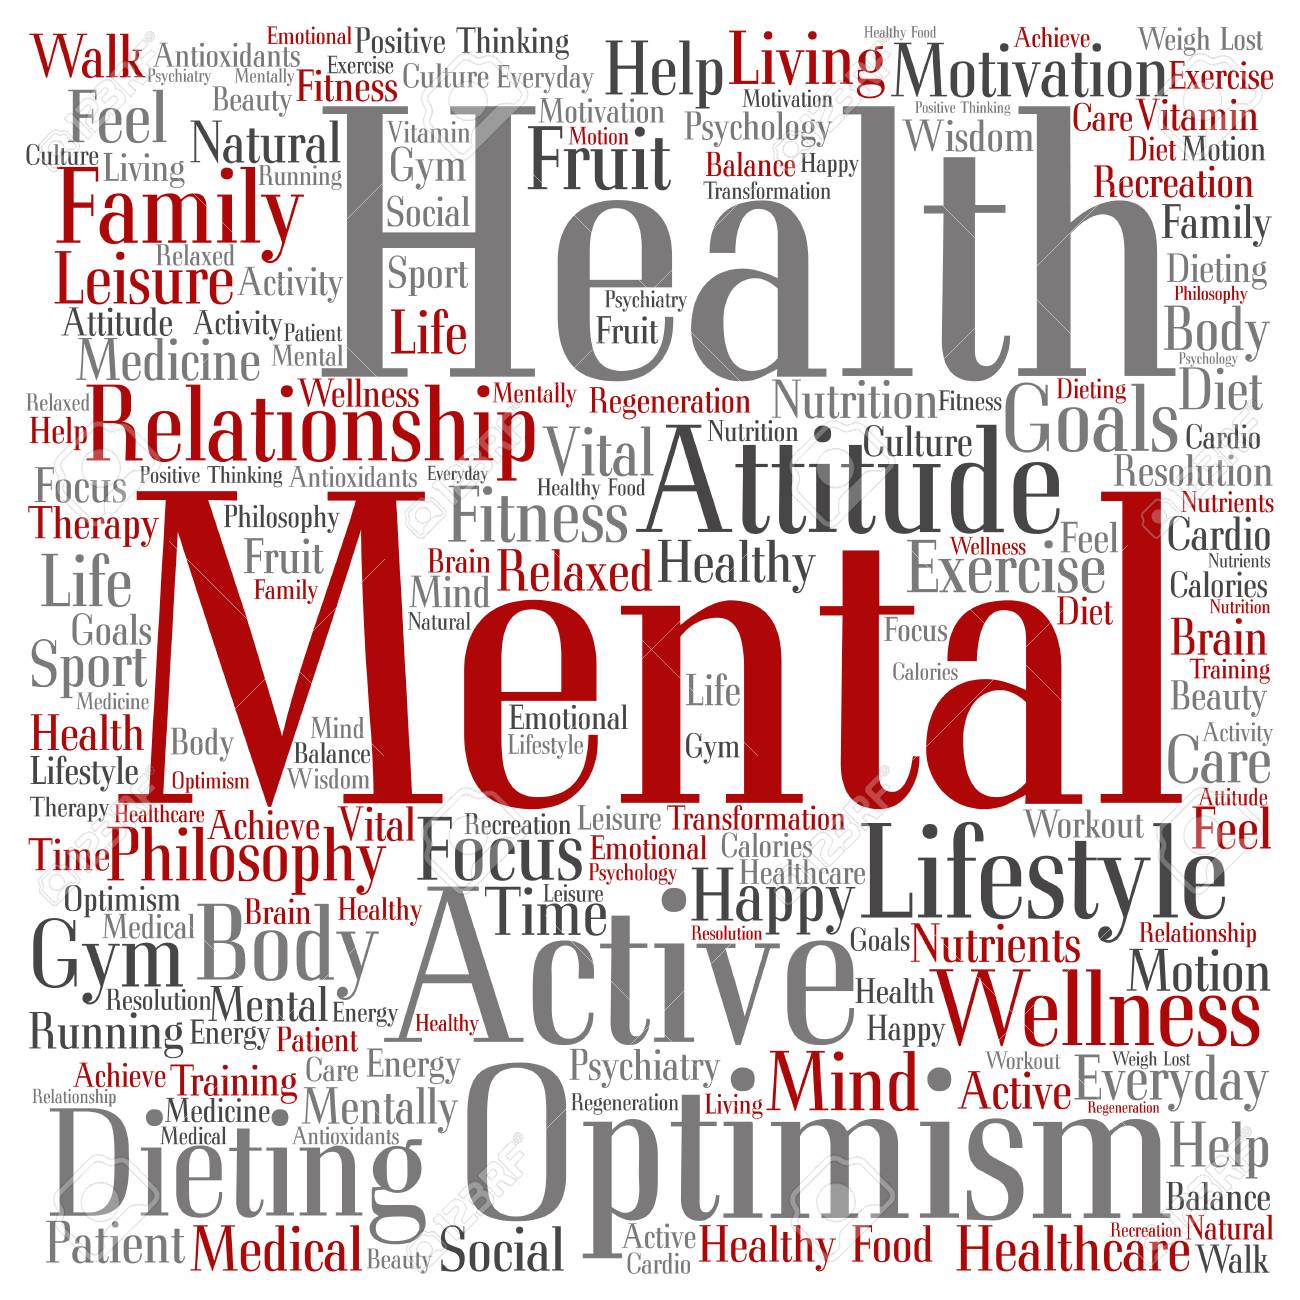 Walk Antioxidants Emotional Positive Thinking Help Living Motivation Healthy Food Achieve Weigh Lost
Psychiatry Mentally Exercise Fitness Culture Everyday Motivation Exercise
Feel Beauty Vitamin Motivation Motion Psychology Positive Thinking Wisdom Care Vitamin
Culture Living Natural Running Gym Fruit Balance Happy Diet Motion
Transformation Recreation
Family Social Health Family
Relaxed Dieting
Leisure Activity Sport Psychiatry Philosophy
Attitude Activity Patient Life Fruit Body
Medicine Mental Psychology
Relaxed Relationship Wellness Mentally Regeneration Nutrition Fitness Goals Dieting Diet
Help Vital Nutrition Attitude Culture Cardio
Focus Positive Thinking Antioxidants Everyday Healthy Food Resolution
Therapy Philosophy Fitness Nutrients
Life Fruit Brain Relaxed Healthy Exercise Wellness Feel Cardio
Family Mind Nutrients
Goals Natural Diet Calories Nutrition
Sport Mental Focus Brain
Medicine Life Calories Training
Health Body Mind Emotional Beauty
Lifestyle Balance Lifestyle Gym Activity
Optimism Wisdom Care
Therapy Healthcare Achieve Vital Recreation Leisure Transformation Workout Attitude
Time Philosophy Focus Emotional Calories Lifestyle Feel
Psychology Healthcare
Optimism Brain Healthy Time Leisure Happy
Medical Body Active Resolution Goals Nutrients Relationship
Gym Motion
Resolution Mental Energy Health Wellness
Running Energy Patient Healthy Happy
Achieve Training Care Energy Psychiatry Mind Workout Weigh Lost
Relationship Medicine Mentally Regeneration Living Active Everyday
Regeneration
Dieting Medical Antioxidants Optimism Help
Balance
Patient Medical Beauty Social Active Healthy Food Healthcare Recreation Natural
Cardio Walk